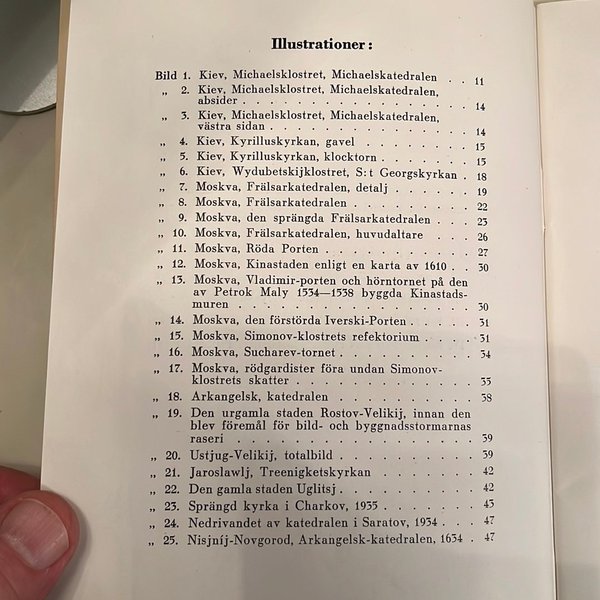 Illustrationer:
Bild 1. Kiev, Michaelsklostret, Michaelskatedralen . . 11
„ 2. Kiev, Michaelsklostret, Michaelskatedralen,
absider . . . . . . . . . . . . . . . . 14
„ 3. Kiev, Michaelsklostret, Michaelskatedralen,
västra sidan . . . . . . . . . . . . . . 14
„ 4. Kiev, Kyrilluskyrkan, gavel . . . . . . . 15
„ 5. Kiev, Kyrilluskyrkan, klocktorn . . . . . . 15
„ 6. Kiev, Wydubetskijklostret, S:t Georgskyrkan . 18
„ 7. Moskva, Frälsarkatedralen, detalj . . . . . 19
„ 8. Moskva, Frälsarkatedralen . . . . . . . . 22
„ 9. Moskva, den sprängda Frälsarkatedralen . . . 23
„ 10. Moskva, Frälsarkatedralen, huvudaltare . . . 26
„ 11. Moskva, Röda Porten . . . . . . . . . . 27
„ 12. Moskva, Kinastaden enligt en karta av 1610 . . 30
„ 13. Moskva, Vladimir-porten och hörntornet på den
av Petrok Maly 1534—1538 byggda Kinastads-
muren . . . . . . . . . . . . . . . . 30
„ 14. Moskva, den förstörda Iverski-Porten . . . . . 31
„ 15. Moskva, Simonov-klostrets refektorium . . . . 31
„ 16. Moskva, Sucharev-tornet . . . . . . . . . 34
„ 17. Moskva, rödgardister föra undan Simonov-
klostrets skatter . . . . . . . . . . . . 35
„ 18. Arkangelsk, katedralen . . . . . . . . . . 38
„ 19. Den urgamla staden Rostov-Velikij, innan den
blev föremål för bild- och byggnadsstormarnas
raseri . . . . . . . . . . . . . . . . 39
„ 20. Ustjug-Velikij, totalbild . . . . . . . . . 39
„ 21. Jaroslawlj, Treenigketskyrkan . . . . . . . 42
„ 22. Den gamla staden Uglitsj . . . . . . . . . 42
„ 23. Sprängd kyrka i Charkov, 1935 . . . . . . . 43
„ 24. Nedrivandet av katedralen i Saratov, 1934 . . . 47
„ 25. Nisjníj-Novgorod, Arkangelsk-katedralen, 1634 . 47